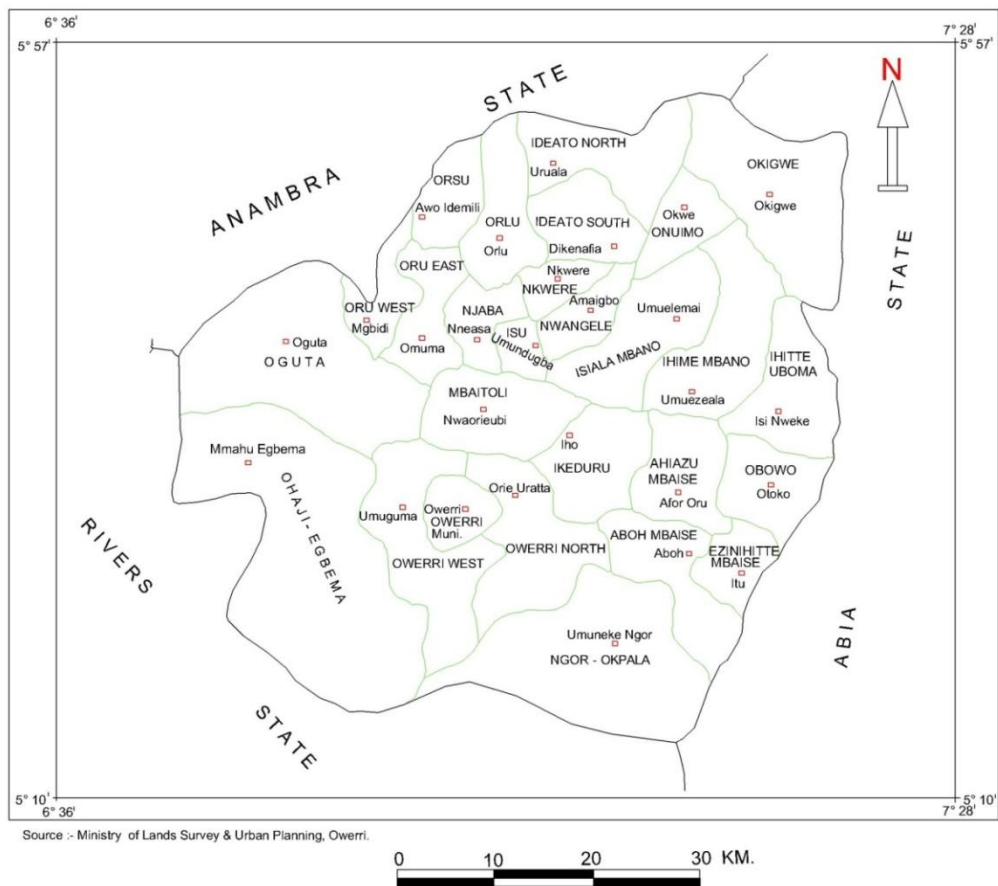 6° 36'
7° 28'
5° 57'
5° 57'
N
STATE
ANAMBRA
IDEATO NORTH
Uruala
OKIGWE
Okigwe
ORSU
Awo Idemili
ORLU
Orlu
IDEATO SOUTH
Dikenafia
Okwe
ONUIMO
STATE
ORU EAST
Nkwere
NKWERE
Amaigbo
NWANGELE
Umuelemai
ORU WEST
Mgbidi
NJABA
Nneasa
ISU
Umundugba
ISIALA MBANO
Oguta
OGUTA
Omuma
IHIME MBANO
Umuezeala
IHITTE
UBOMA
Isi Nweke
MBAITOLI
Nwaorieubi
Iho
IKEDURU
Mmahu Egbema
OHAJI-EGBEMA
AHIAZU
MBAISE
Afor Oru
OBOWO
Otoko
Orie Uratta
Umuguma
Owerri
OWERRI
Muni.
RIVERS
OWERRI WEST
OWERRI NORTH
ABOH MBAISE
Aboh
EZINIHITTE
MBAISE
Itu
ABIA
Umuneke Ngor
NGOR - OKPALA
STATE
5° 10'
5° 10'
6° 36'
7° 28'
Source :- Ministry of Lands Survey & Urban Planning, Owerri.
0 10 20 30 KM.